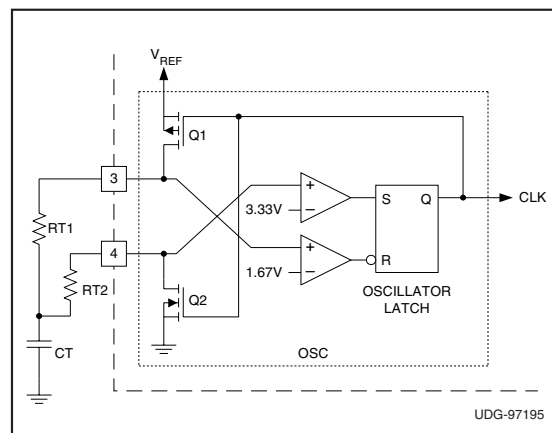 VREF
Q1
3
RT1
+
3.33V
−
S
Q
CLK
4
RT2
+
1.67V
−
R
OSCILLATOR
LATCH
Q2
CT
OSC
UDG-97195